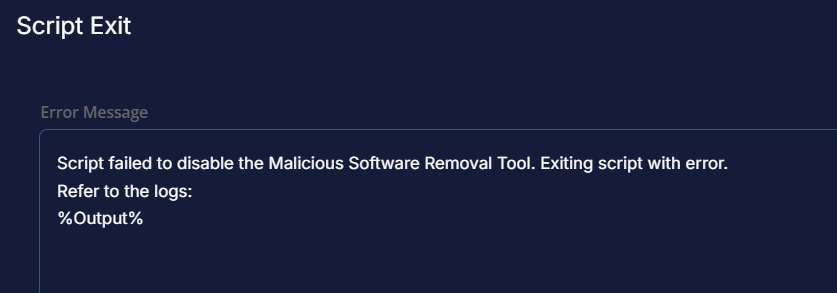 Script Exit
Error Message
Script failed to disable the Malicious Software Removal Tool. Exiting script with error.
Refer to the logs:
%Output%